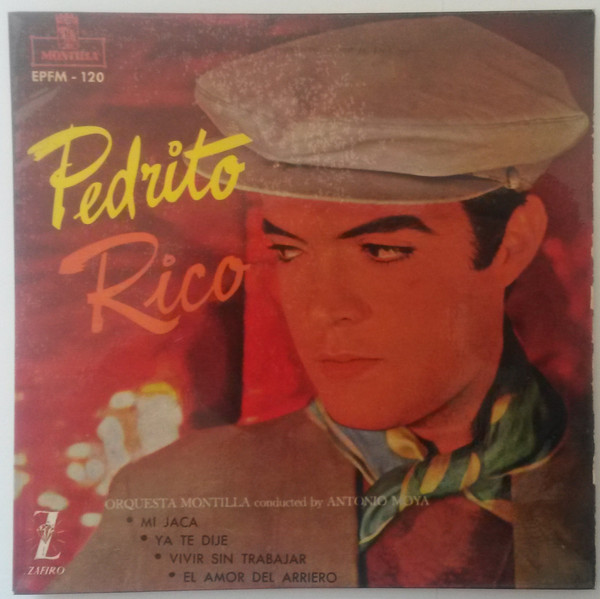 MONTILLA
EPFM - 120
Pedrito
Rico
ORQUESTA MONTILLA conducted by ANTONIO MOYA
• MI JACA
• YA TE DIJE
• VIVIR SIN TRABAJAR
• EL AMOR DEL ARRIERO
Z
ZAFIRO